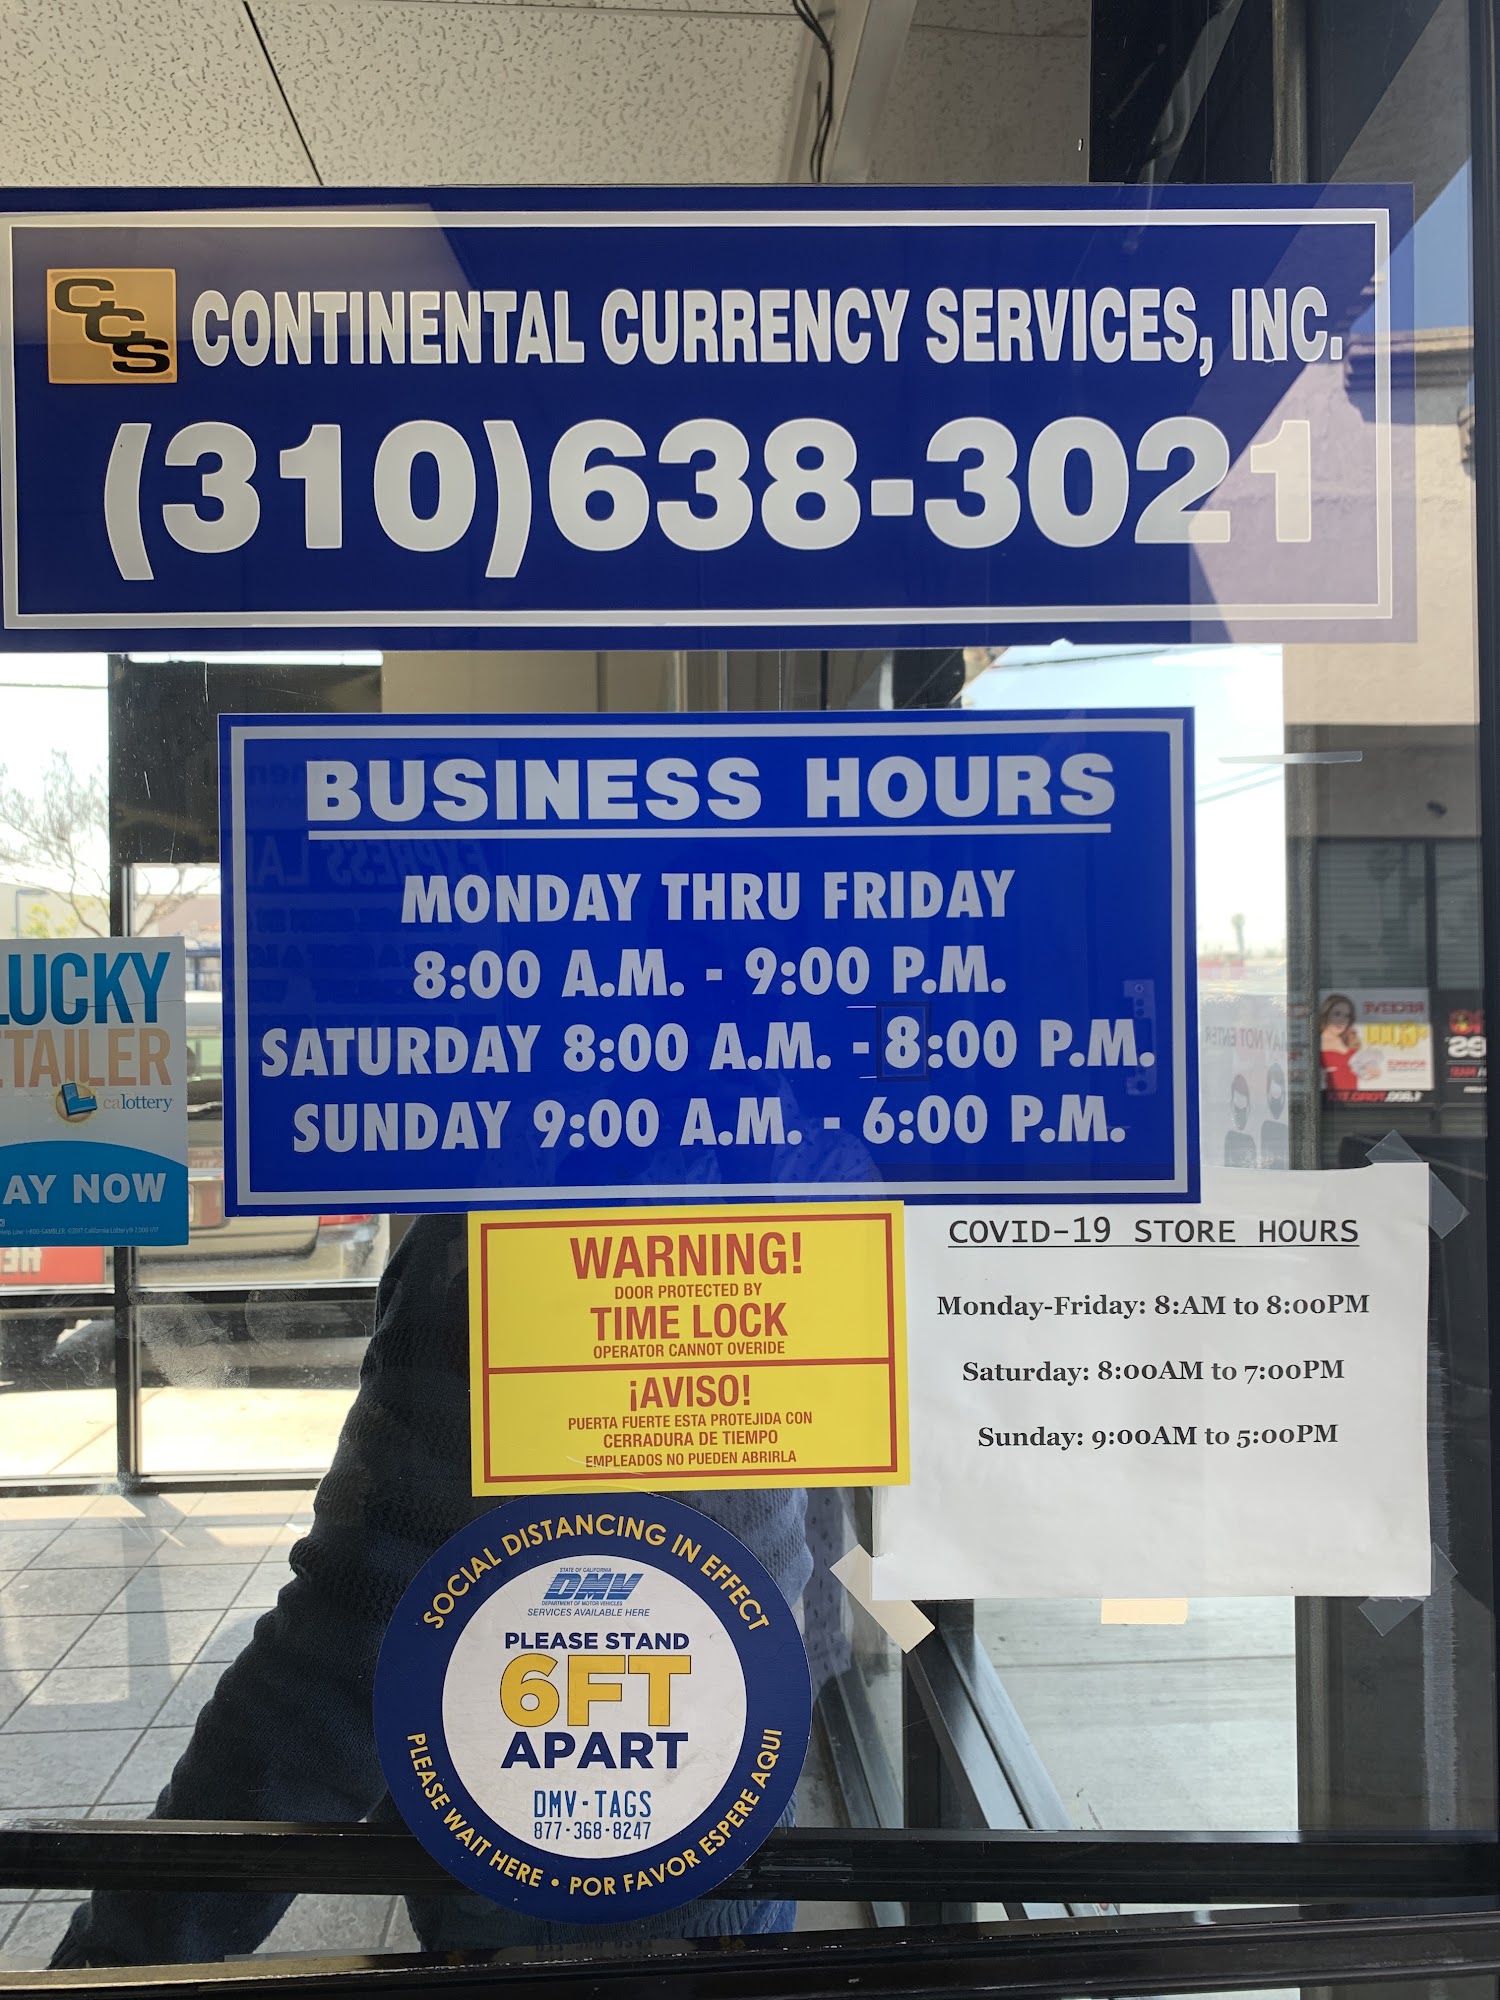 CCS CONTINENTAL CURRENCY SERVICES, INC.
(310)638-3021
BUSINESS HOURS
MONDAY THRU FRIDAY
8:00 A.M. - 9:00 P.M.
SATURDAY 8:00 A.M. - 8:00 P.M.
SUNDAY 9:00 A.M. - 6:00 P.M.
LUCKY
ETAILER
calottery
AY NOW
WARNING!
DOOR PROTECTED BY
TIME LOCK
OPERATOR CANNOT OVERIDE
¡AVISO!
PUERTA FUERTE ESTA PROTEJIDA CON
CERRADURA DE TIEMPO
EMPLEADOS NO PUEDEN ABRIRLA
COVID-19 STORE HOURS
Monday-Friday: 8:AM to 8:00PM
Saturday: 8:00AM to 7:00PM
Sunday: 9:00AM to 5:00PM
SOCIAL DISTANCING IN EFFECT
STATE OF CALIFORNIA
DMV
DEPARTMENT OF MOTOR VEHICLES
SERVICES AVAILABLE HERE
PLEASE STAND
6FT
APART
DMV-TAGS
877-368-8247
PLEASE WAIT HERE • POR FAVOR ESPERE AQUI